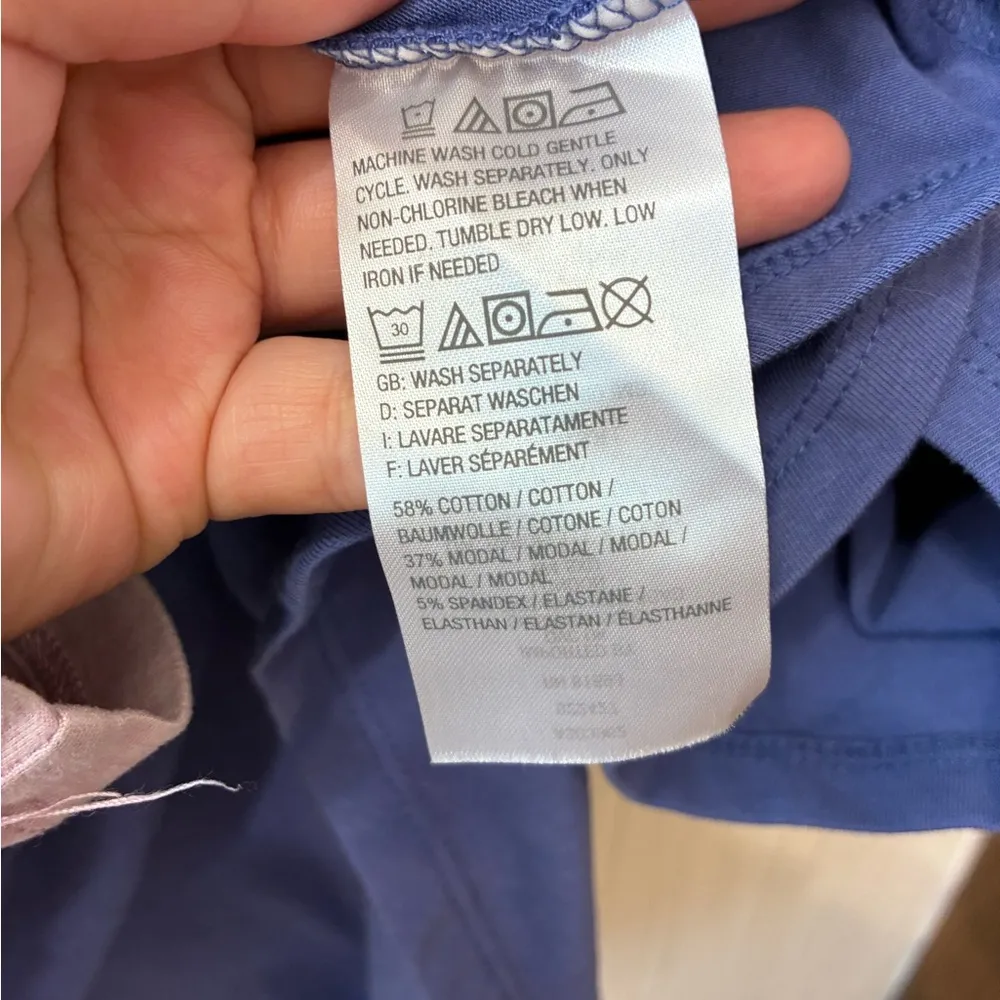 MACHINE WASH COLD GENTLE
CYCLE. WASH SEPARATELY. ONLY
NON-CHLORINE BLEACH WHEN
NEEDED. TUMBLE DRY LOW. LOW
IRON IF NEEDED
30
GB: WASH SEPARATELY
D: SEPARAT WASCHEN
I: LAVARE SEPARATAMENTE
F: LAVER SÉPARÉMENT
58% COTTON / COTTON /
BAUMWOLLE / COTONE / COTON
37% MODAL / MODAL / MODAL /
MODAL / MODAL
5% SPANDEX / ELASTANE /
ELASTHAN / ELASTAN / ÉLASTHANNE